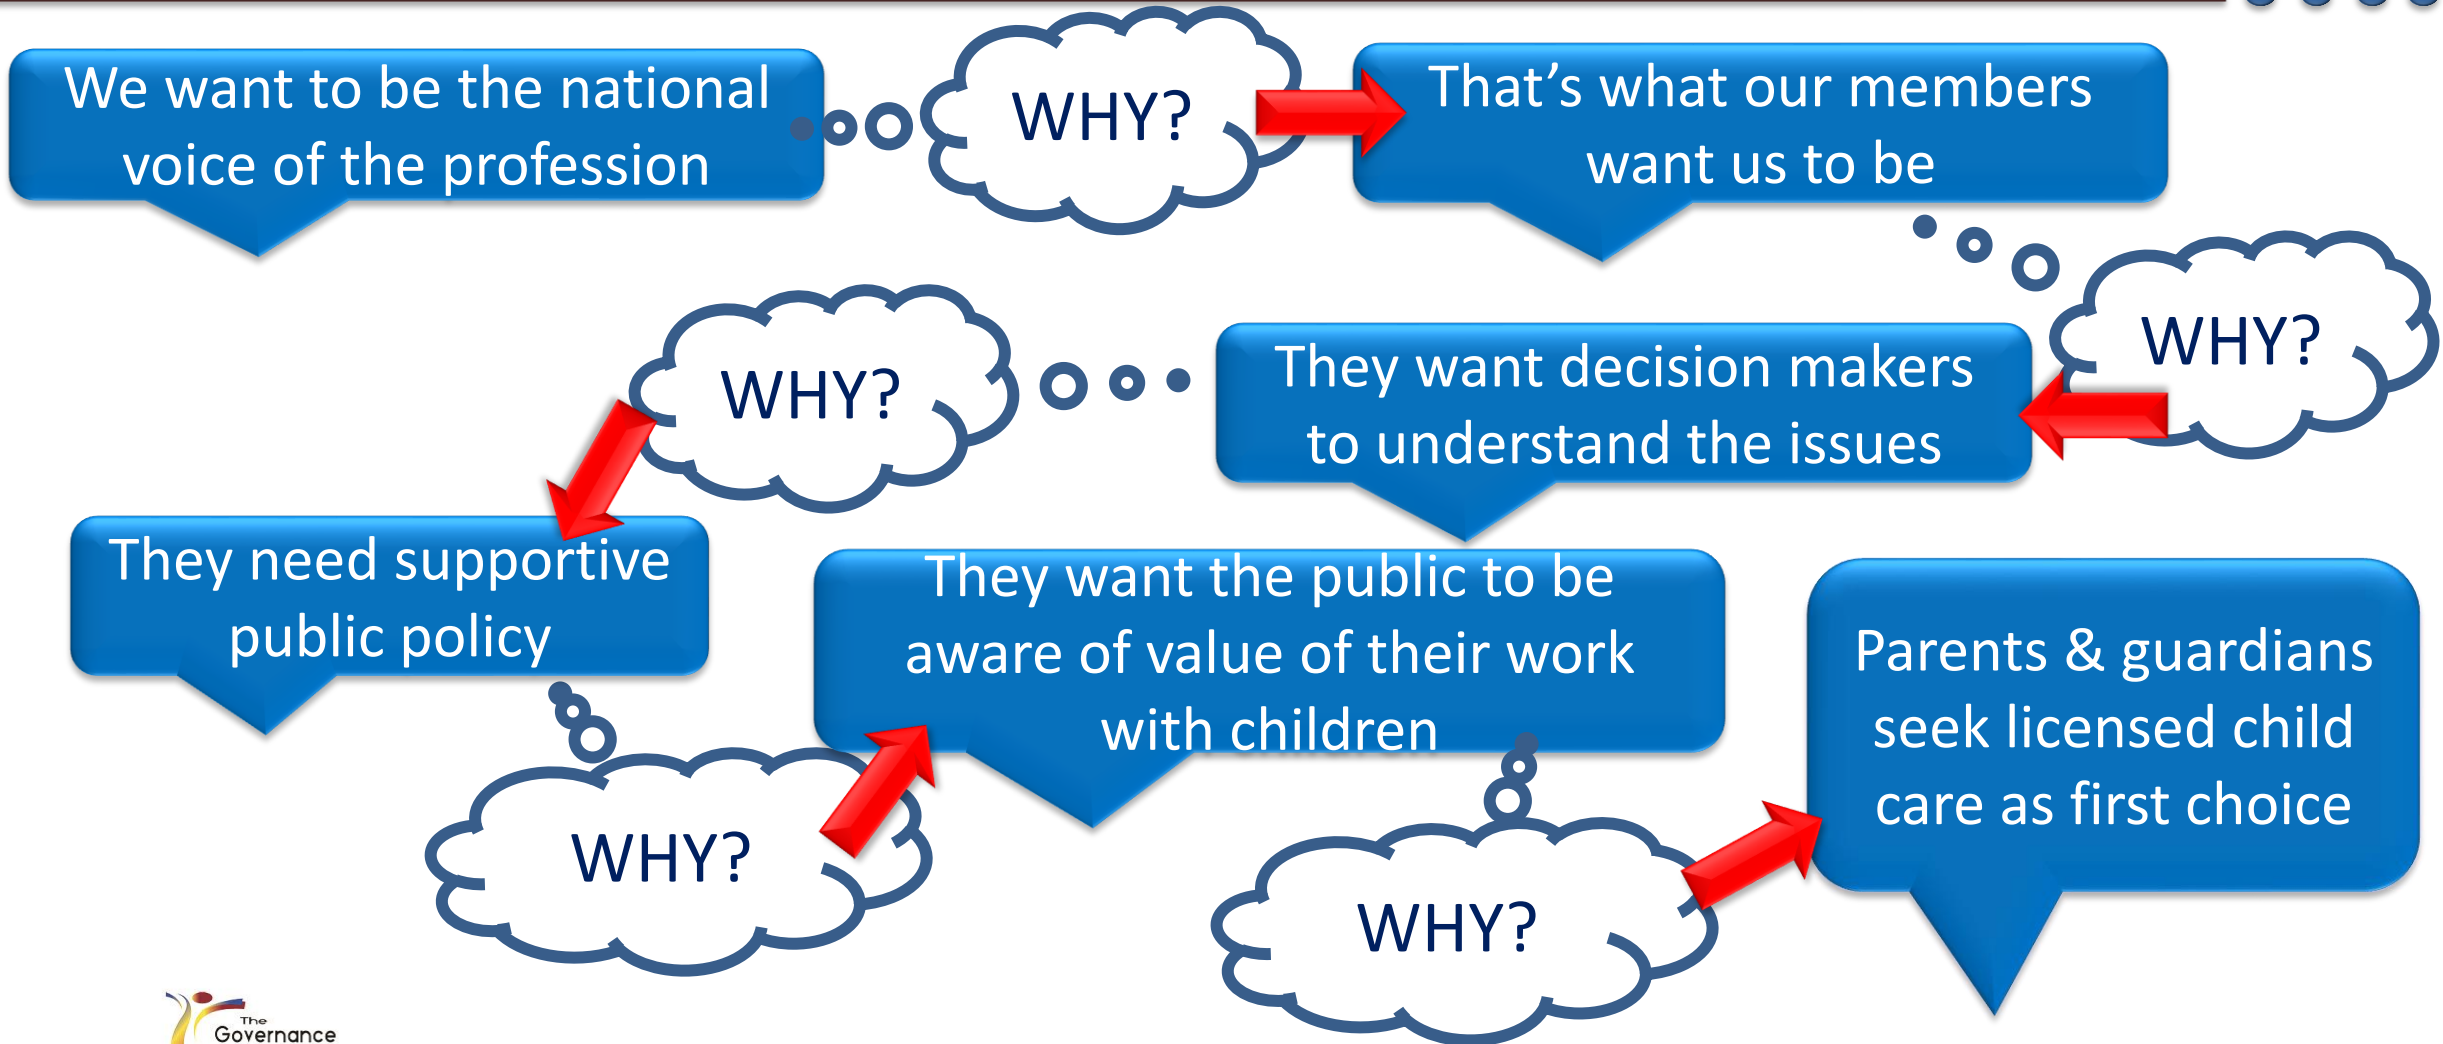 We want to be the national
voice of the profession
WHY?
That's what our members
want us to be
WHY?
They want decision makers
to understand the issues
WHY?
They need supportive
public policy
WHY?
They want the public to be
aware of value of their work
with children
WHY?
Parents & guardians
seek licensed child
care as first choice
The
Governance